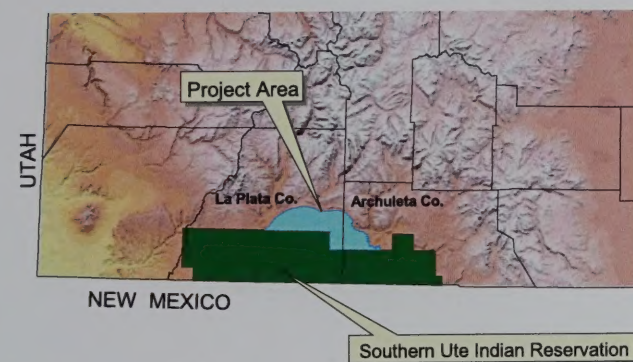 Project Area
UTAH
La Plata Co.
Archuleta Co.
NEW MEXICO
Southern Ute Indian Reservation